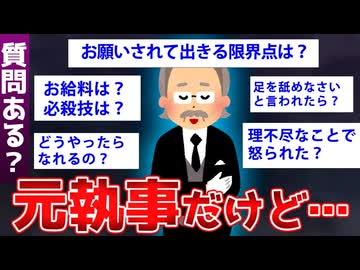 質問ある？
お願いされて出きる限界点は？
お給料は？
必殺技は？
足を舐めなさい
と言われたら？
どうやったら
なれるの？
理不尽なことで
怒られた？
元執事だけど…